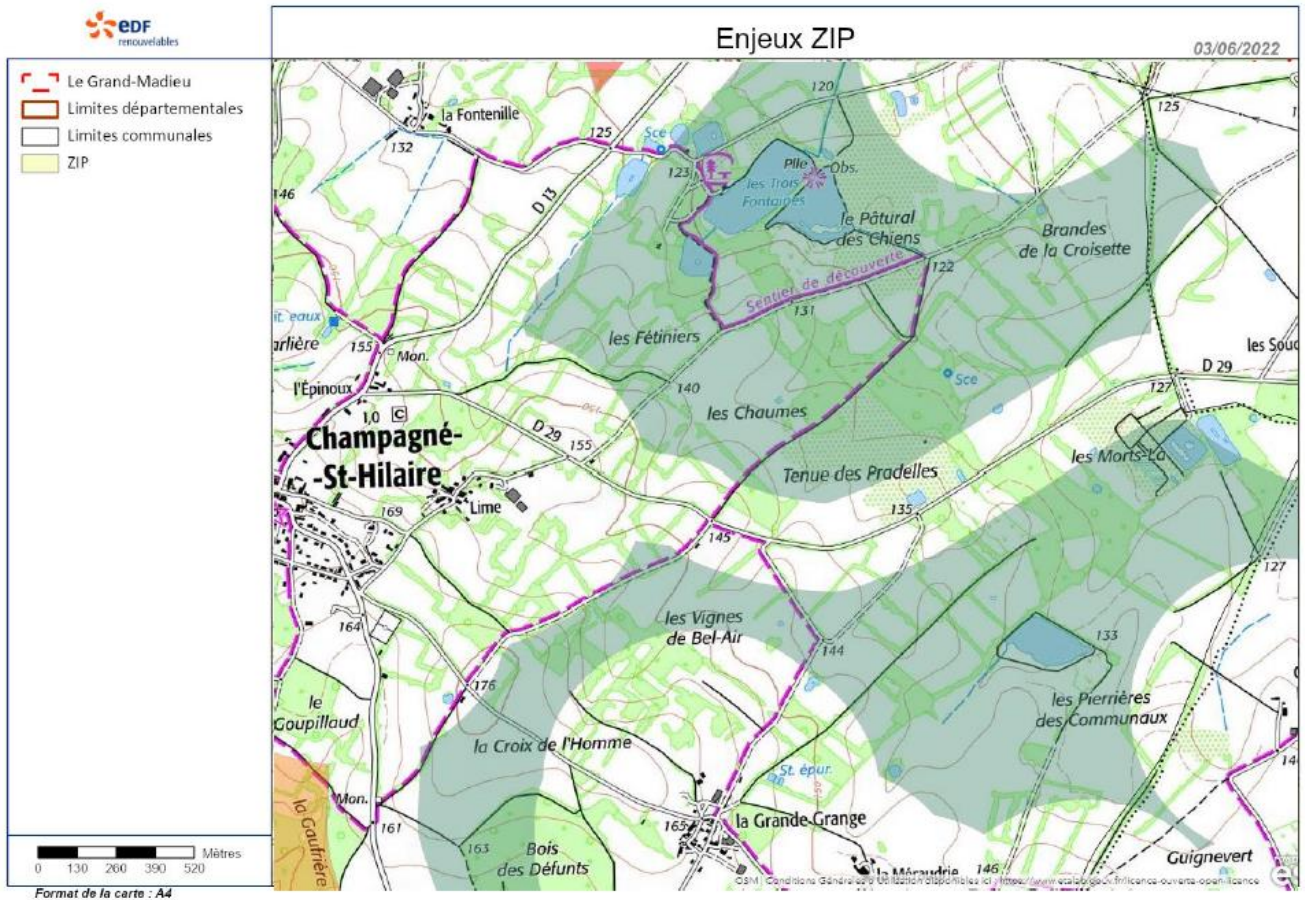 eDF
renouvelables
Enjeux ZIP
03/06/2022
Le Grand-Madieu
Limites départementales
Limites communales
ZIP
0 130 260 390 520 Mètres
Format de la carte : A4
120
125
la Fontenille
125
Sce
132
123
Plle
Obs.
les Trois
Fontaines
146
D 13
le Pâtural
des Chiens
Brandes
de la Croisette
122
Sentier de découverte
131
it. eaux
arlière
155
Mon.
les Fétiniers
les Souc
l'Épinoux
140
Sce
D 29
127
1,0 C
les Chaumes
Champagné-
-St-Hilaire
D 29
155
les Morts-La
Tenue des Pradelles
Lime
169
135
145
127
164
les Vignes
de Bel-Air
144
133
176
le
Goupillaud
les Pierrières
des Communaux
la Croix de l'Homme
St. épur.
Mon.
161
la Gaufrière
165
la Grande Grange
163
Bois
des Défunts
Guignevert
la Méraudrie
146